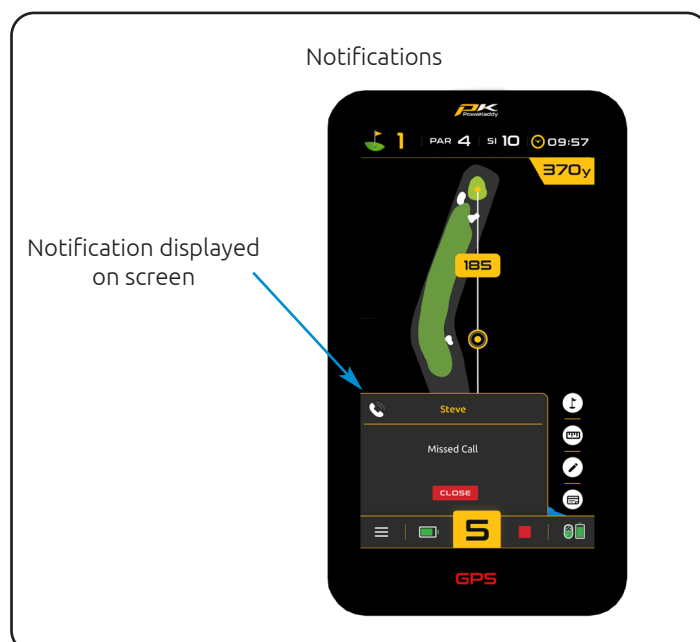 Notifications
PK
PowaKaddy
1 PAR 4 SI 10 09:57
370y
185
Notification displayed
on screen
Steve
Missed Call
CLOSE
5
GPS